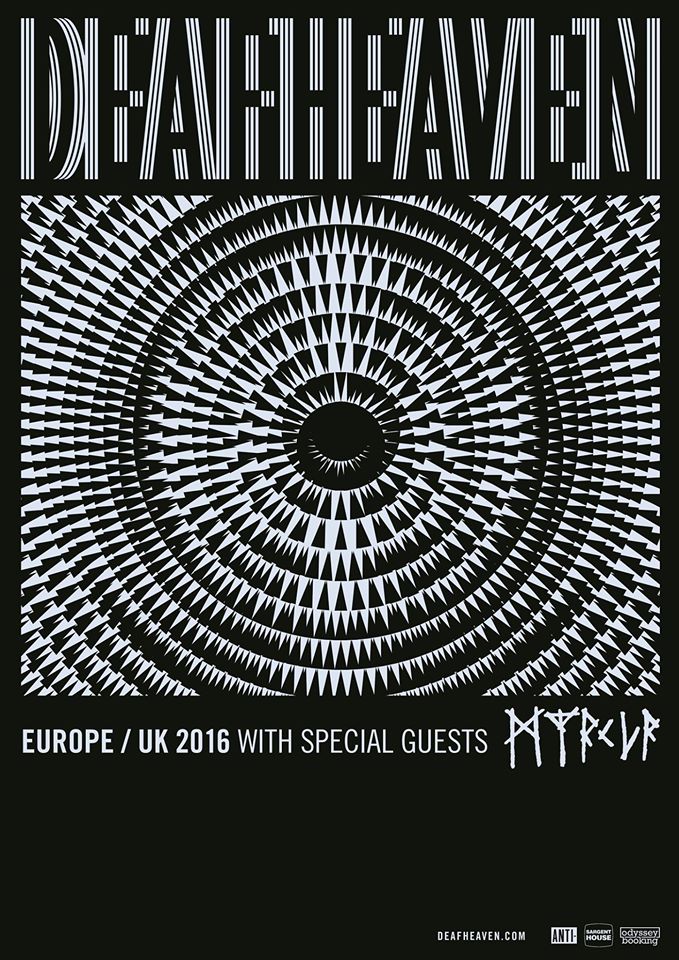 DEAFHEAVEN
EUROPE / UK 2016 WITH SPECIAL GUESTS
DEAFHEAVEN.COM
ANTI-
SARGENT
HOUSE
odyssey
booking